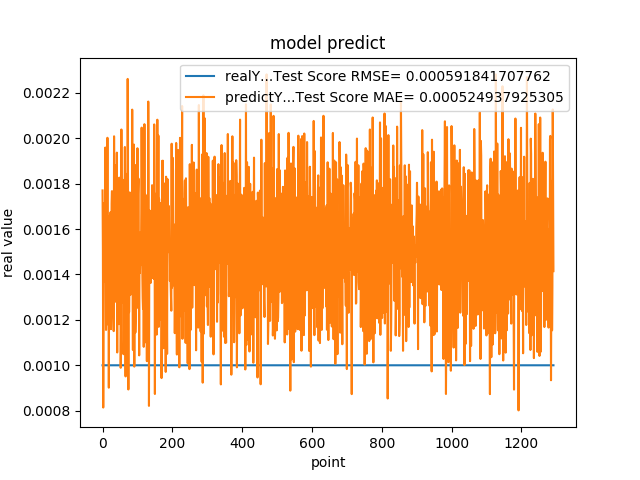 model predict
realY...Test Score RMSE= 0.000591841707762
predictY...Test Score MAE= 0.000524937925305
0.0022
0.0020
0.0018
0.0016
0.0014
0.0012
0.0010
0.0008
real value
0 200 400 600 800 1000 1200
point